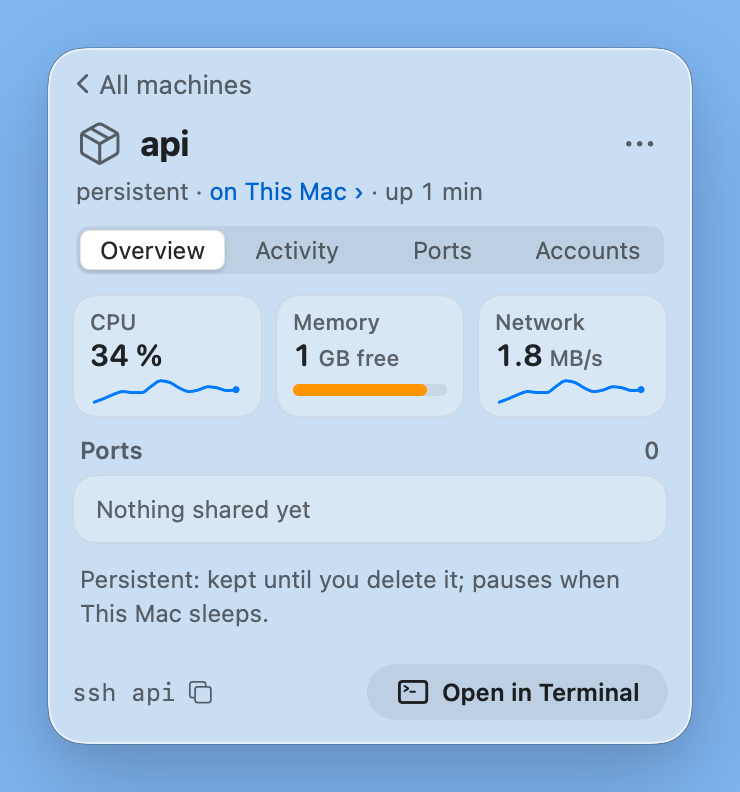 All machines
api
persistent · on This Mac › · up 1 min
Overview Activity Ports Accounts
CPU Memory Network
34 % 1 GB free 1.8 MB/s
Ports 0
Nothing shared yet
Persistent: kept until you delete it; pauses when
This Mac sleeps.
ssh api Open in Terminal